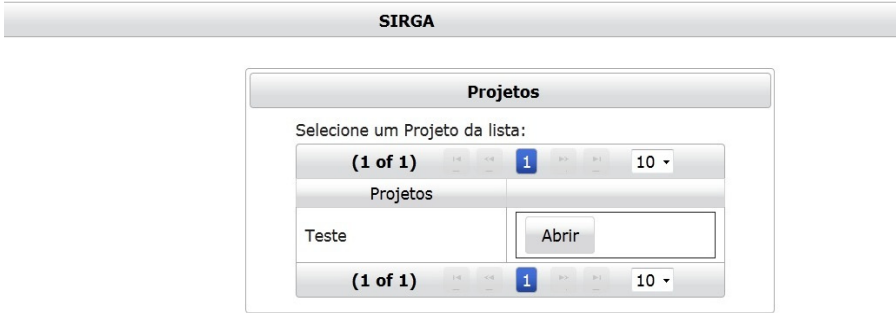 SIRGA
Projetos
Selecione um Projeto da lista:
(1 of 1) 1 10
Projetos
Teste Abrir
(1 of 1) 1 10